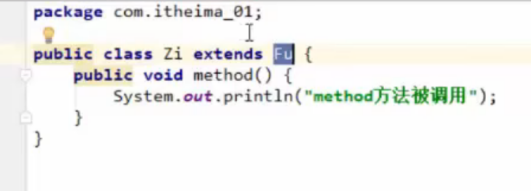 package com.itheima_01;
public class Zi extends Fu {
public void method() {
System.out.println("method方法被调用");
}
}